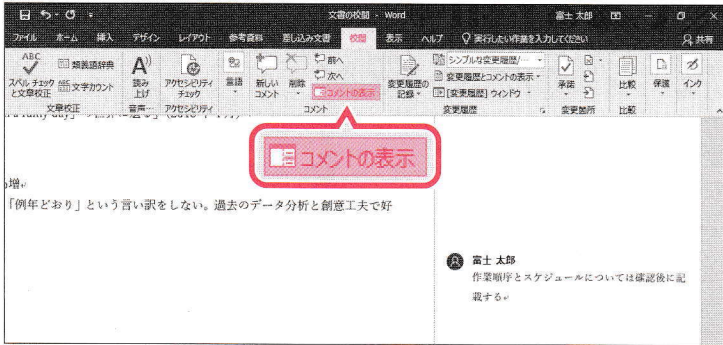 文書の校閲 - Word
富士 太郎
ファイル ホーム 挿入 デザイン レイアウト 参考資料 差し込み文書 校閲 表示 ヘルプ 実行したい作業を入力してください 共有
ABC
スペル チェックと文章校正
類義語辞典
文字カウント
文章校正
読み上げ
音声
アクセシビリティ チェック
アクセシビリティ
言語
新しいコメント
削除
前へ
次へ
コメントの表示
コメント
変更履歴の記録
シンプルな変更履歴/…
変更履歴とコメントの表示
[変更履歴] ウィンドウ
変更履歴
承諾
変更箇所
比較
比較
保護
インク
コメントの表示
増
「例年どおり」という言い訳をしない。過去のデータ分析と創意工夫で好
富士 太郎
作業順序とスケジュールについては確認後に記
載する